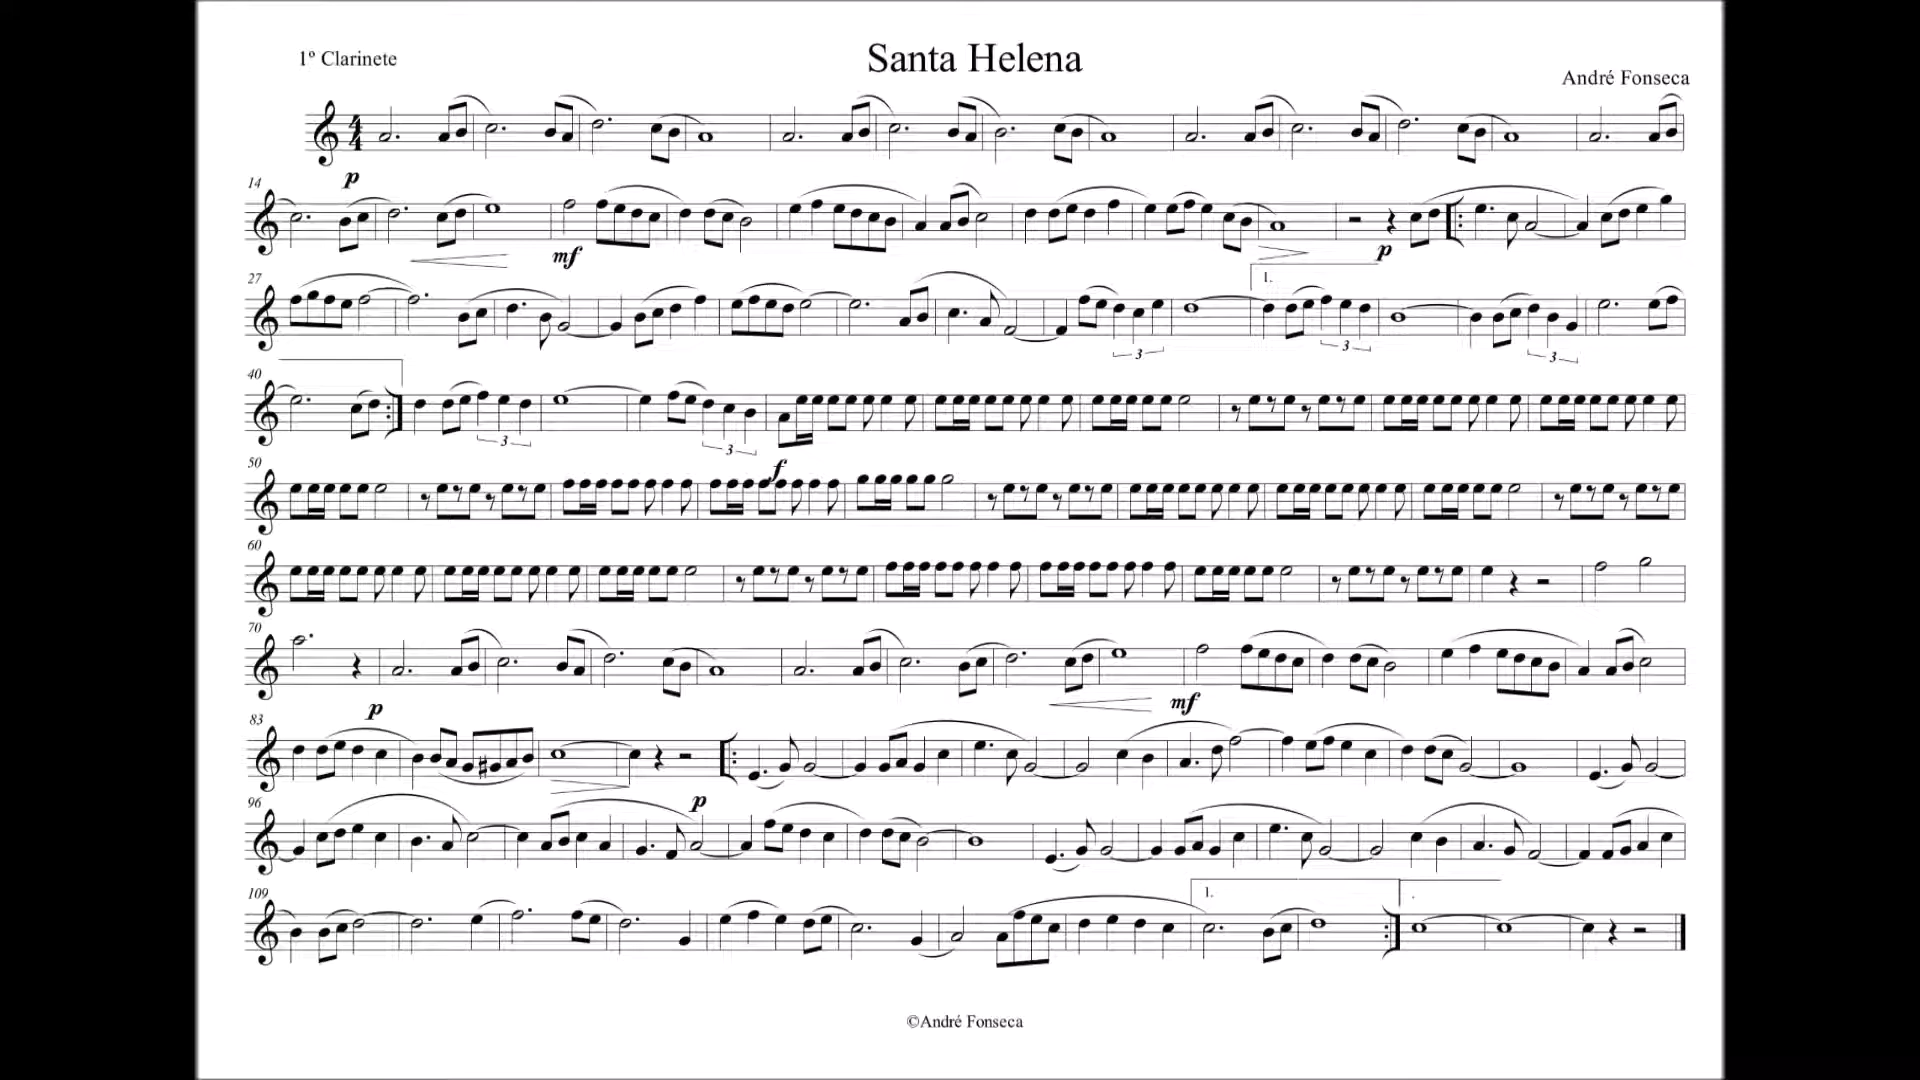 1º Clarinete
Santa Helena
André Fonseca
p
14
mf
p
27
1.
3
3
3
40
3
3
f
50
60
70
p
mf
83
p
96
109
1.
.
©André Fonseca